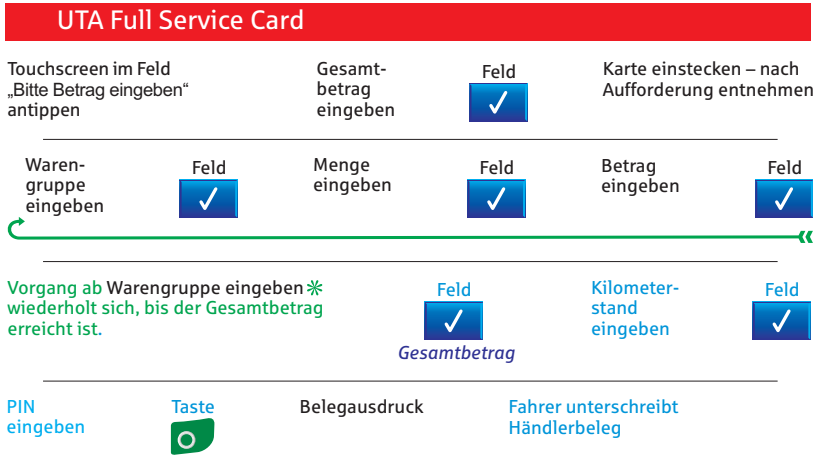 UTA Full Service Card
Touchscreen im Feld
„Bitte Betrag eingeben“
antippen
Gesamt-
betrag
eingeben
Feld
Karte einstecken – nach
Aufforderung entnehmen
Waren-
gruppe
eingeben
Feld
Menge
eingeben
Feld
Betrag
eingeben
Feld
Vorgang ab Warengruppe eingeben
wiederholt sich, bis der Gesamtbetrag
erreicht ist.
Feld
Gesamtbetrag
Kilometer-
stand
eingeben
Feld
PIN
eingeben
Taste
Belegausdruck
Fahrer unterschreibt
Händlerbeleg